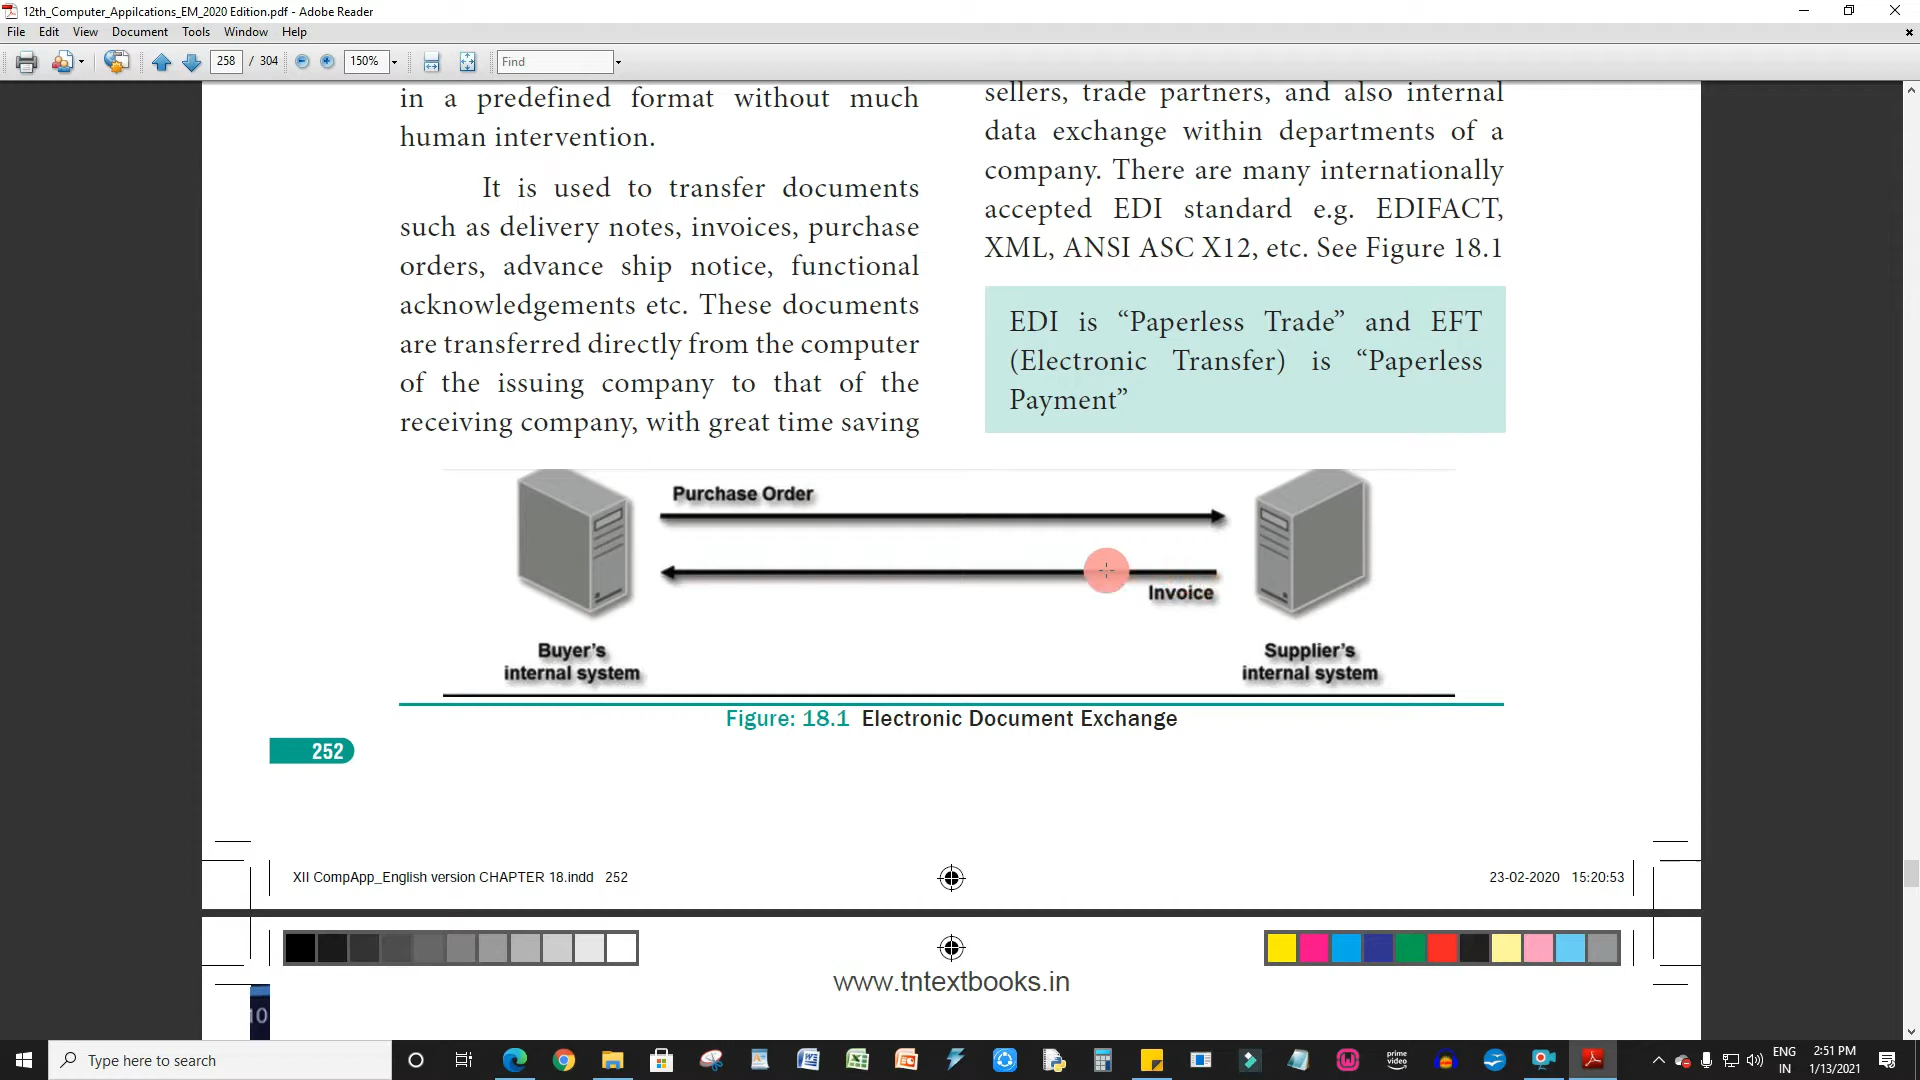 12th_Computer_Appilcations_EM_2020 Edition.pdf - Adobe Reader
File Edit View Document Tools Window Help
258 / 304 150% Find
in a predefined format without much
human intervention.
It is used to transfer documents
such as delivery notes, invoices, purchase
orders, advance ship notice, functional
acknowledgements etc. These documents
are transferred directly from the computer
of the issuing company to that of the
receiving company, with great time saving
sellers, trade partners, and also internal
data exchange within departments of a
company. There are many internationally
accepted EDI standard e.g. EDIFACT,
XML, ANSI ASC X12, etc. See Figure 18.1
EDI is “Paperless Trade” and EFT
(Electronic Transfer) is “Paperless
Payment”
Purchase Order
Invoice
Buyer’s
internal system
Supplier’s
internal system
Figure: 18.1 Electronic Document Exchange
252
XII CompApp_English version CHAPTER 18.indd 252
23-02-2020 15:20:53
www.tntextbooks.in
10
Type here to search
prime
video
ENG
IN
2:51 PM
1/13/2021